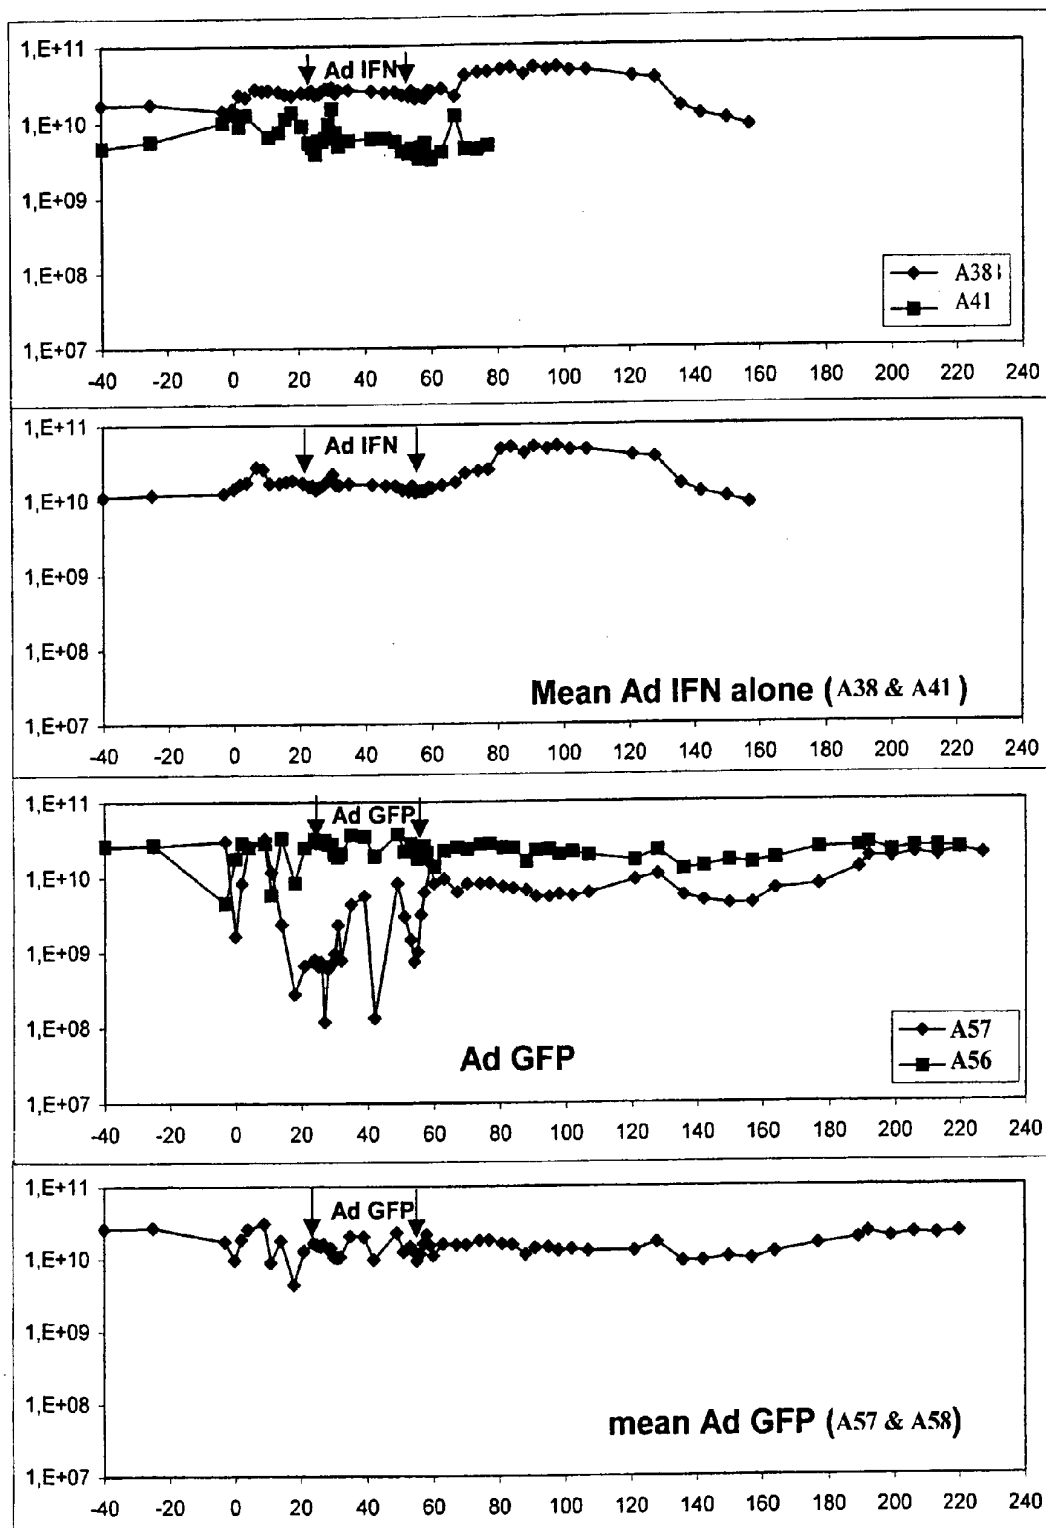 1,E+11
Ad IFN
1,E+10
1,E+09
1,E+08
A38
A41
1,E+07
-40 -20 0 20 40 60 80 100 120 140 160 180 200 220 240
1,E+11
Ad IFN
1,E+10
1,E+09
1,E+08
Mean Ad IFN alone (A38 & A41)
1,E+07
-40 -20 0 20 40 60 80 100 120 140 160 180 200 220 240
1,E+11
Ad GFP
1,E+10
1,E+09
1,E+08
A57
Ad GFP
A56
1,E+07
-40 -20 0 20 40 60 80 100 120 140 160 180 200 220 240
1,E+11
Ad GFP
1,E+10
1,E+09
1,E+08
mean Ad GFP (A57 & A58)
1,E+07
-40 -20 0 20 40 60 80 100 120 140 160 180 200 220 240